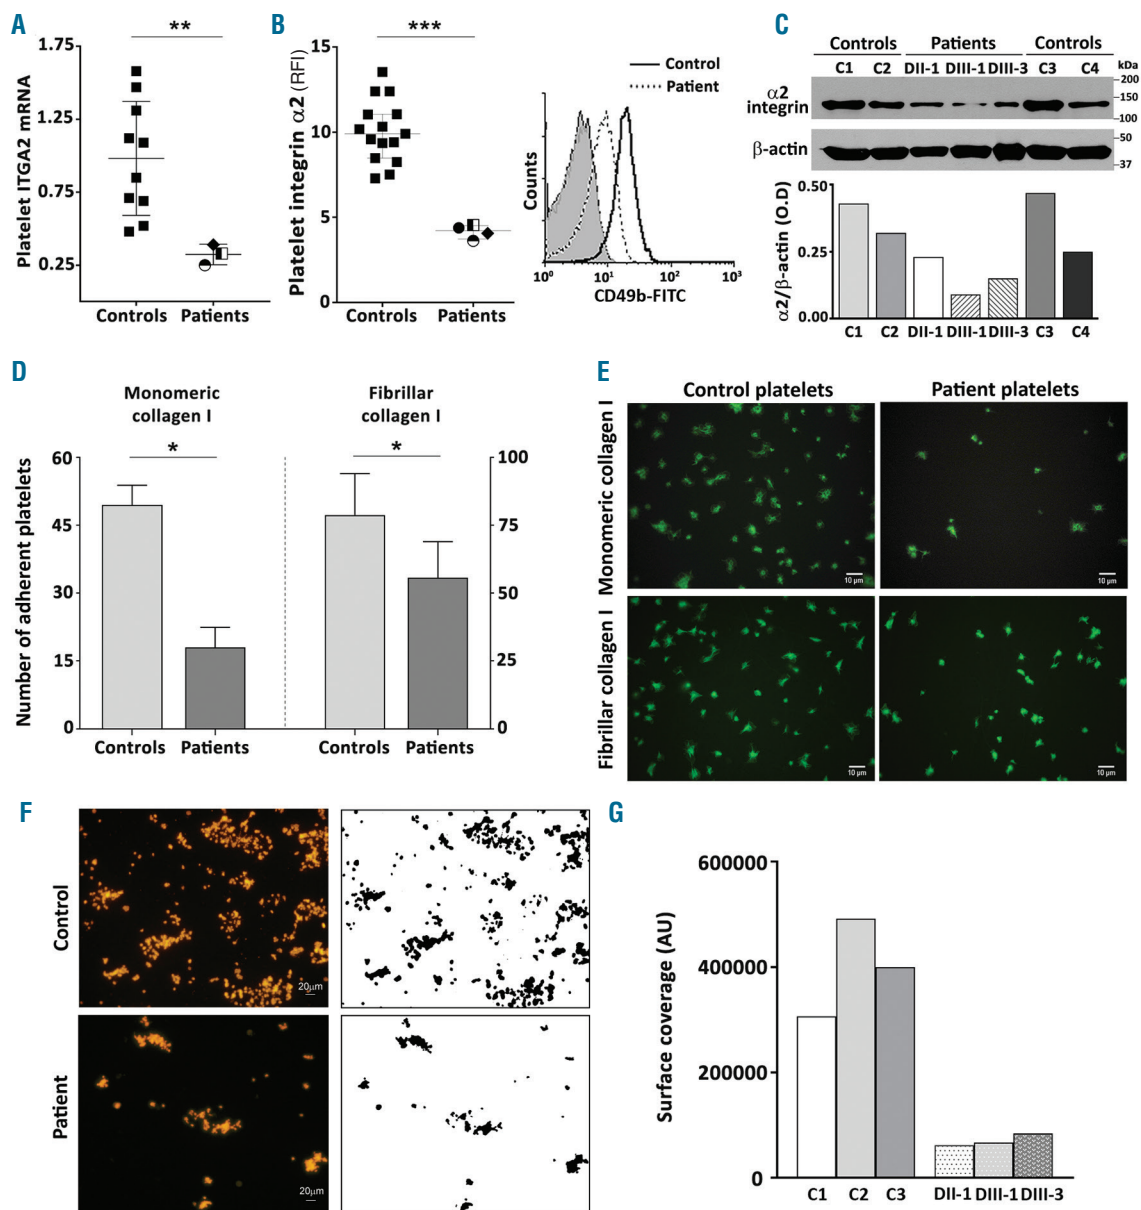 A
**
1.75
1.25
0.75
0.25
Platelet ITGA2 mRNA
Controls Patients
B
***
15
10
5
0
Platelet integrin α2 (RFI)
Controls Patients
Control
Patient
Counts
10⁰ 10¹ 10² 10³
CD49b-FITC
C
Controls Patients Controls
C1 C2 DII-1 DIII-1 DIII-3 C3 C4
kDa
α2 integrin
200
150
100
β-actin
50
37
α2/β-actin (O.D)
0.50
0.25
0.00
C1 C2 DII-1 DIII-1 DIII-3 C3 C4
D
Monomeric
collagen I
Fibrillar
collagen I
* *
Number of adherent platelets
60
45
30
15
0
100
75
50
25
0
Controls Patients Controls Patients
E
Control platelets Patient platelets
Monomeric collagen I
10 µm 10 µm
Fibrillar collagen I
10 µm 10 µm
F
Control
20µm
Patient
20µm
G
Surface coverage (AU)
600000
400000
200000
0
C1 C2 C3 DII-1 DIII-1 DIII-3